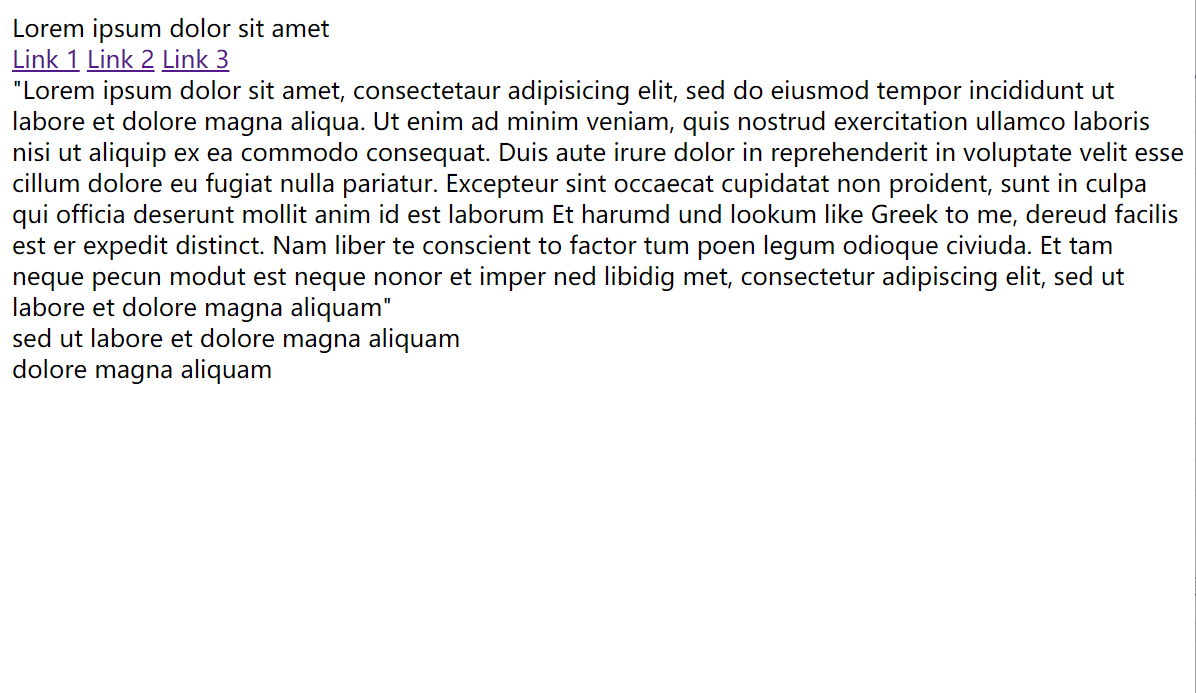 Lorem ipsum dolor sit amet
Link 1 Link 2 Link 3
"Lorem ipsum dolor sit amet, consectetaur adipisicing elit, sed do eiusmod tempor incididunt ut
labore et dolore magna aliqua. Ut enim ad minim veniam, quis nostrud exercitation ullamco laboris
nisi ut aliquip ex ea commodo consequat. Duis aute irure dolor in reprehenderit in voluptate velit esse
cillum dolore eu fugiat nulla pariatur. Excepteur sint occaecat cupidatat non proident, sunt in culpa
qui officia deserunt mollit anim id est laborum Et harumd und lookum like Greek to me, dereud facilis
est er expedit distinct. Nam liber te conscient to factor tum poen legum odioque civiuda. Et tam
neque pecun modut est neque nonor et imper ned libidig met, consectetur adipiscing elit, sed ut
labore et dolore magna aliquam"
sed ut labore et dolore magna aliquam
dolore magna aliquam